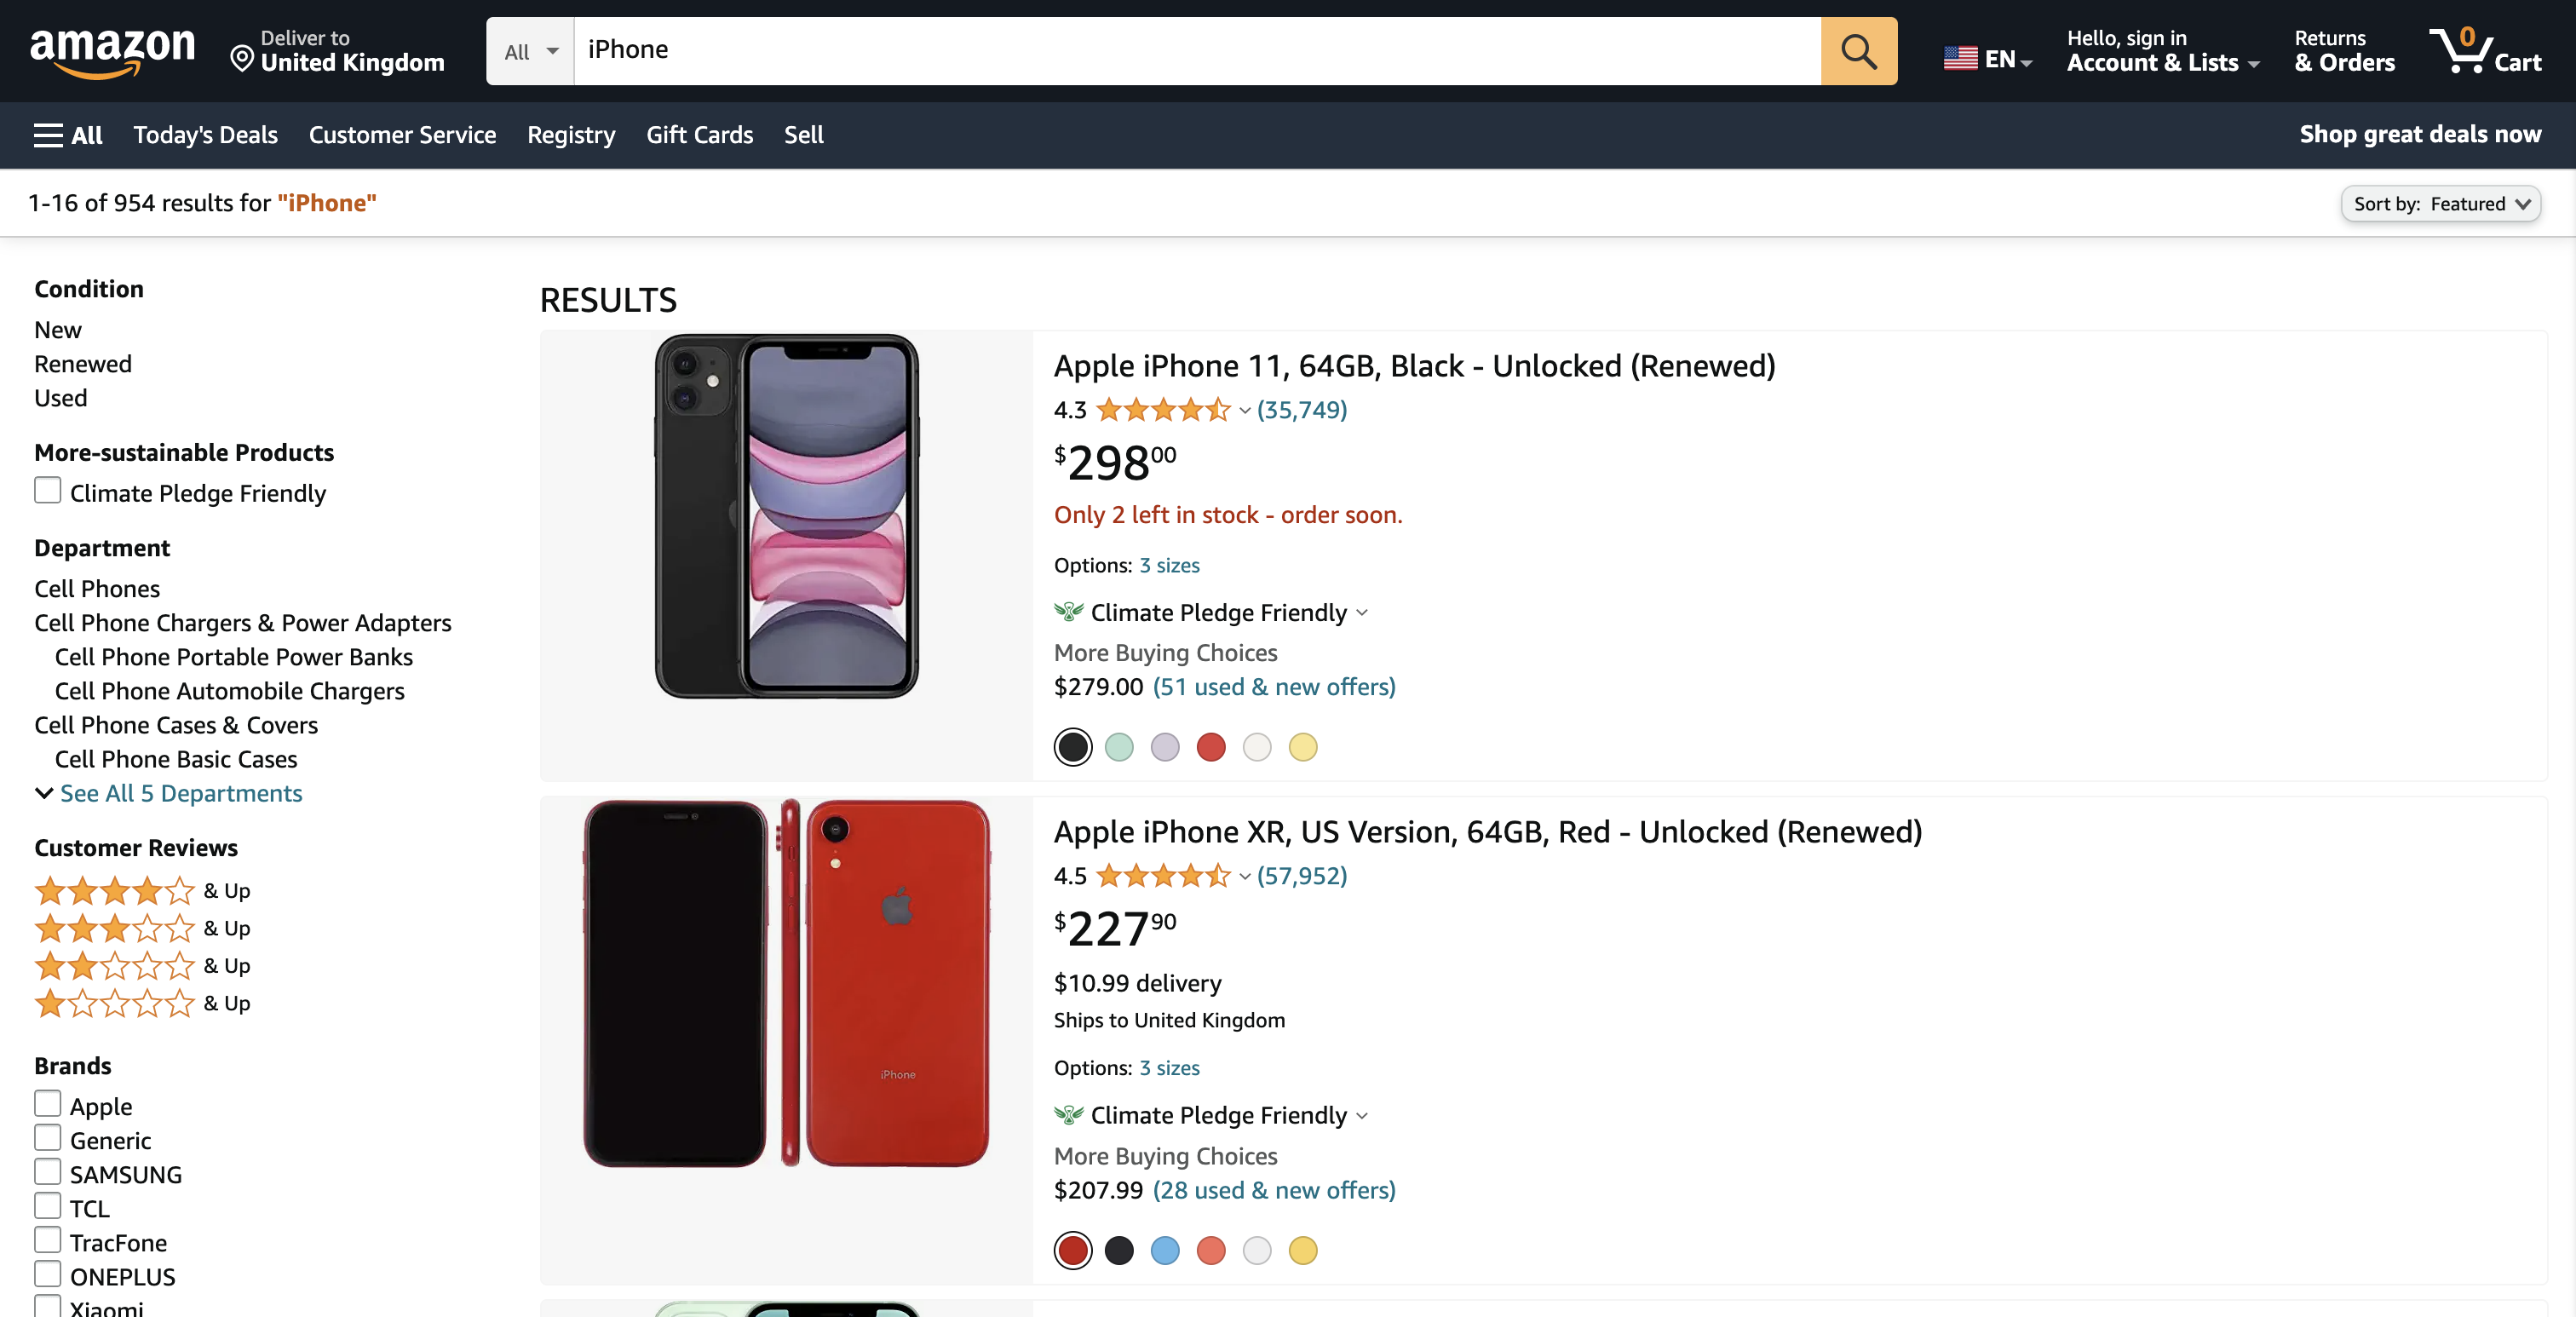 amazon
Deliver to
United Kingdom
All
iPhone
EN
Hello, sign in
Account & Lists
Returns
& Orders
0
Cart
All
Today's Deals
Customer Service
Registry
Gift Cards
Sell
Shop great deals now
1-16 of 954 results for "iPhone"
Sort by: Featured
Condition
New
Renewed
Used
More-sustainable Products
Climate Pledge Friendly
Department
Cell Phones
Cell Phone Chargers & Power Adapters
Cell Phone Portable Power Banks
Cell Phone Automobile Chargers
Cell Phone Cases & Covers
Cell Phone Basic Cases
See All 5 Departments
Customer Reviews
& Up
& Up
& Up
& Up
Brands
Apple
Generic
SAMSUNG
TCL
TracFone
ONEPLUS
Xiaomi
RESULTS
Apple iPhone 11, 64GB, Black - Unlocked (Renewed)
4.3 (35,749)
$29800
Only 2 left in stock - order soon.
Options: 3 sizes
Climate Pledge Friendly
More Buying Choices
$279.00 (51 used & new offers)
iPhone
Apple iPhone XR, US Version, 64GB, Red - Unlocked (Renewed)
4.5 (57,952)
$22790
$10.99 delivery
Ships to United Kingdom
Options: 3 sizes
Climate Pledge Friendly
More Buying Choices
$207.99 (28 used & new offers)